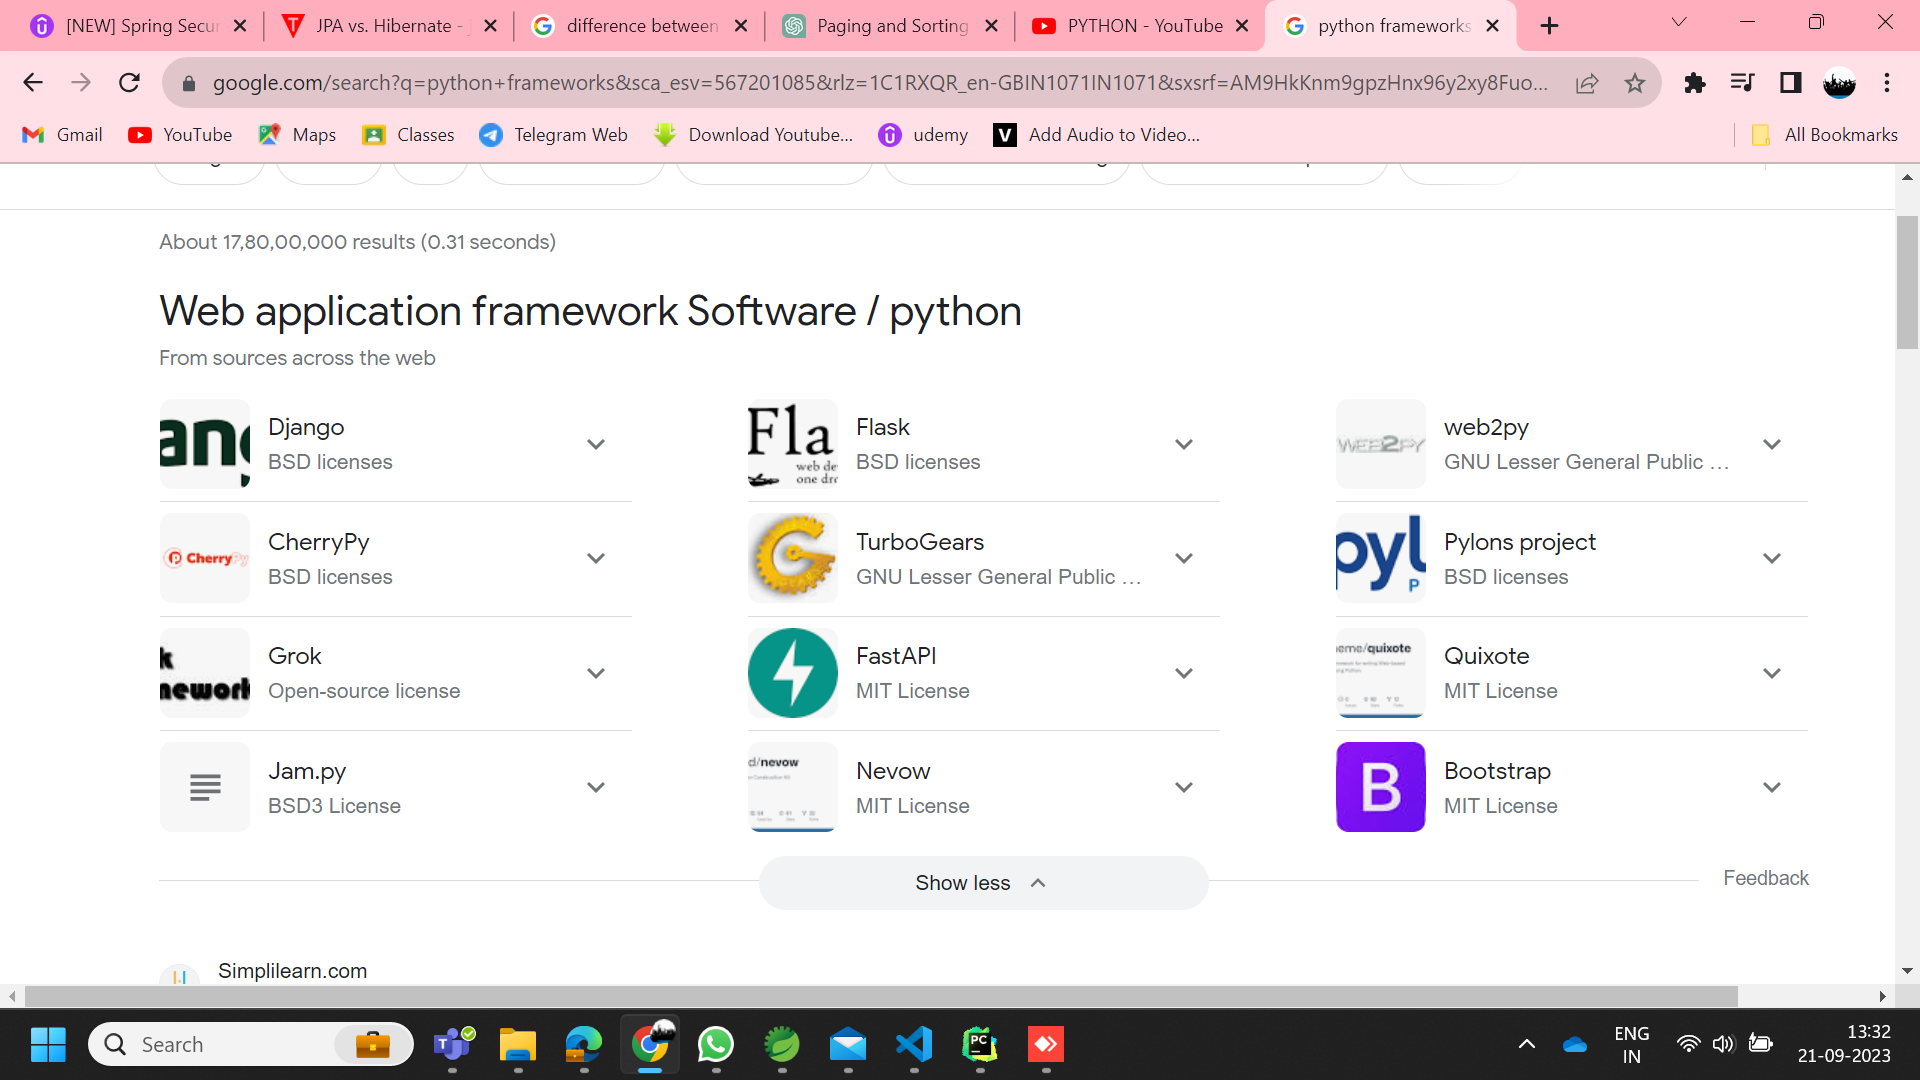 [NEW] Spring Secur
JPA vs. Hibernate - j
difference between
Paging and Sorting
PYTHON - YouTube
python frameworks
google.com/search?q=python+frameworks&sca_esv=567201085&rlz=1C1RXQR_en-GBIN1071IN1071&sxsrf=AM9HkKnm9gpzHnx96y2xy8Fuo...
Gmail
YouTube
Maps
Classes
Telegram Web
Download Youtube...
udemy
Add Audio to Video...
All Bookmarks
About 17,80,00,000 results (0.31 seconds)
Web application framework Software / python
From sources across the web
Django
BSD licenses
Flask
BSD licenses
web2py
GNU Lesser General Public ...
CherryPy
BSD licenses
TurboGears
GNU Lesser General Public ...
Pylons project
BSD licenses
Grok
Open-source license
FastAPI
MIT License
Quixote
MIT License
Jam.py
BSD3 License
Nevow
MIT License
Bootstrap
MIT License
Show less
Feedback
Simplilearn.com
Search
ENG
IN
13:32
21-09-2023